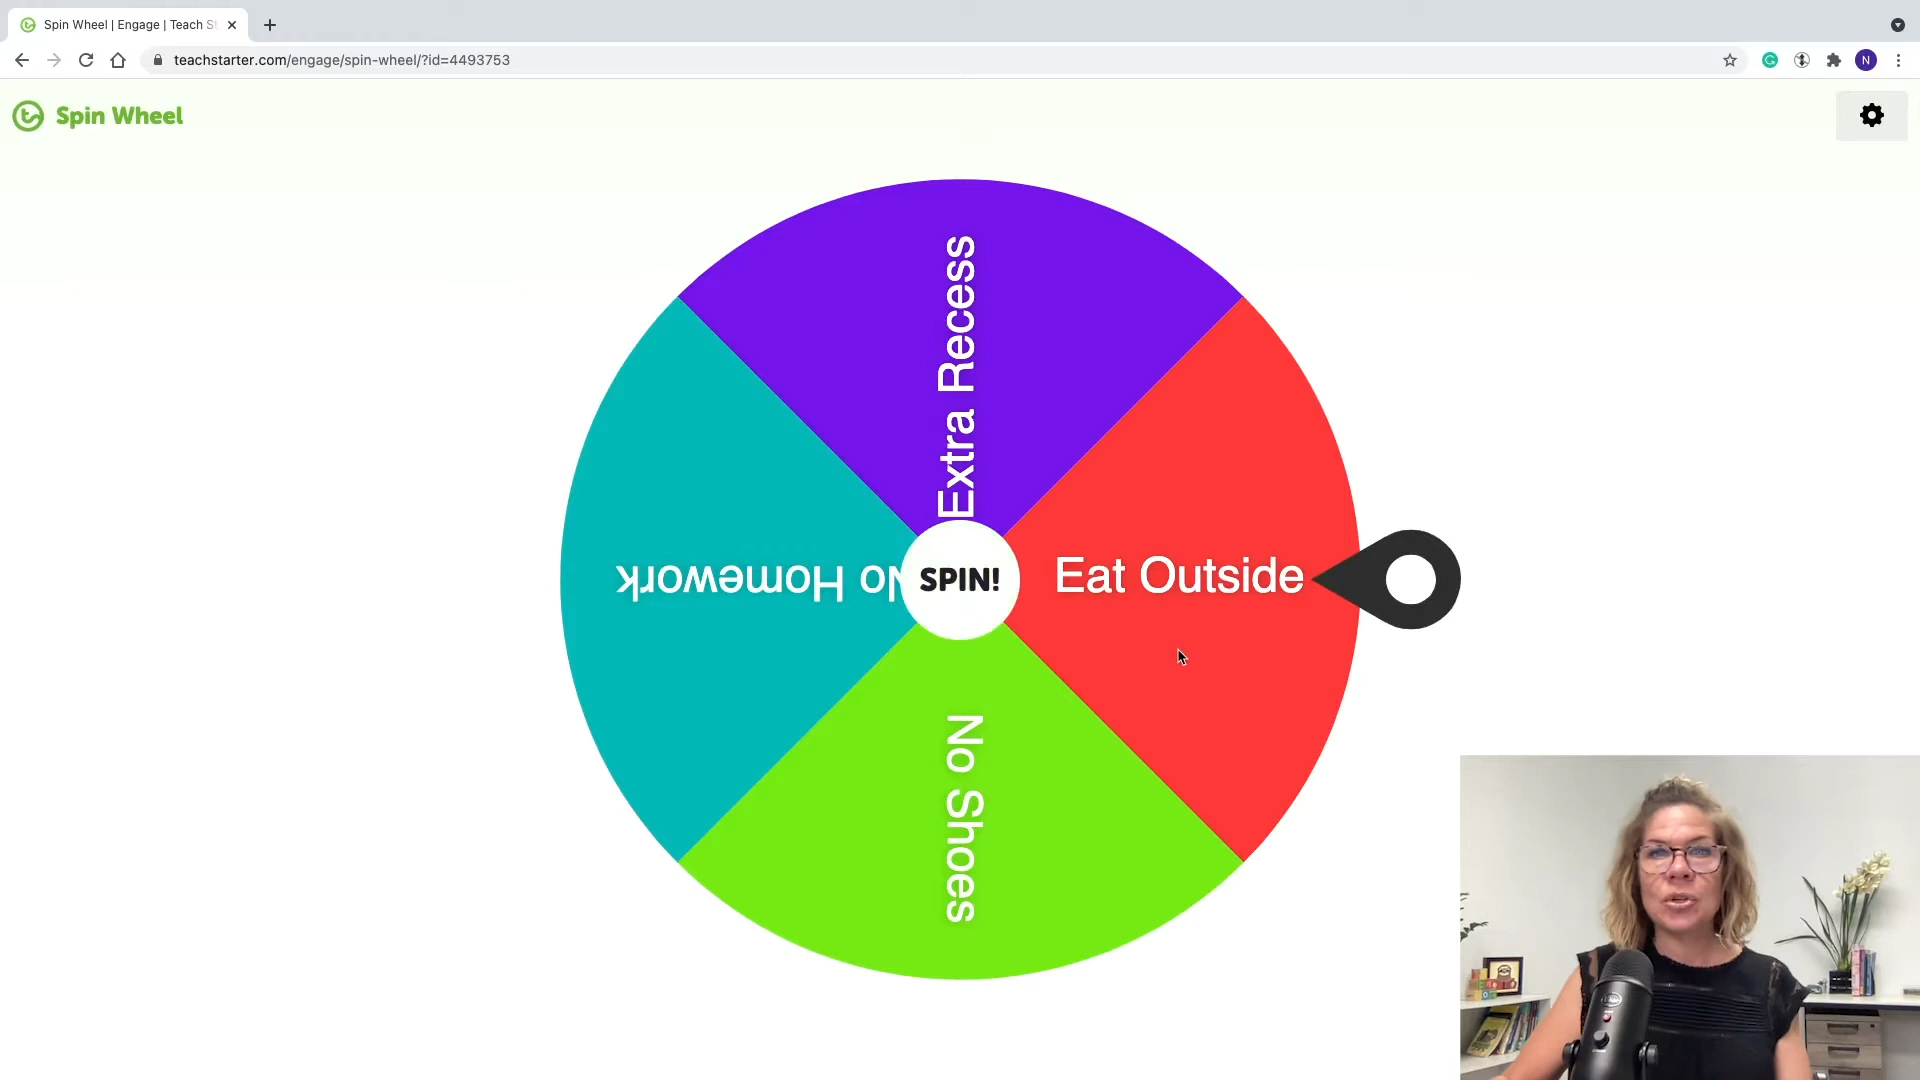 Spin Wheel | Engage | Teach St
teachstarter.com/engage/spin-wheel/?id=4493753
N
Spin Wheel
Extra Recess
No Homework
SPIN!
Eat Outside
No Shoes